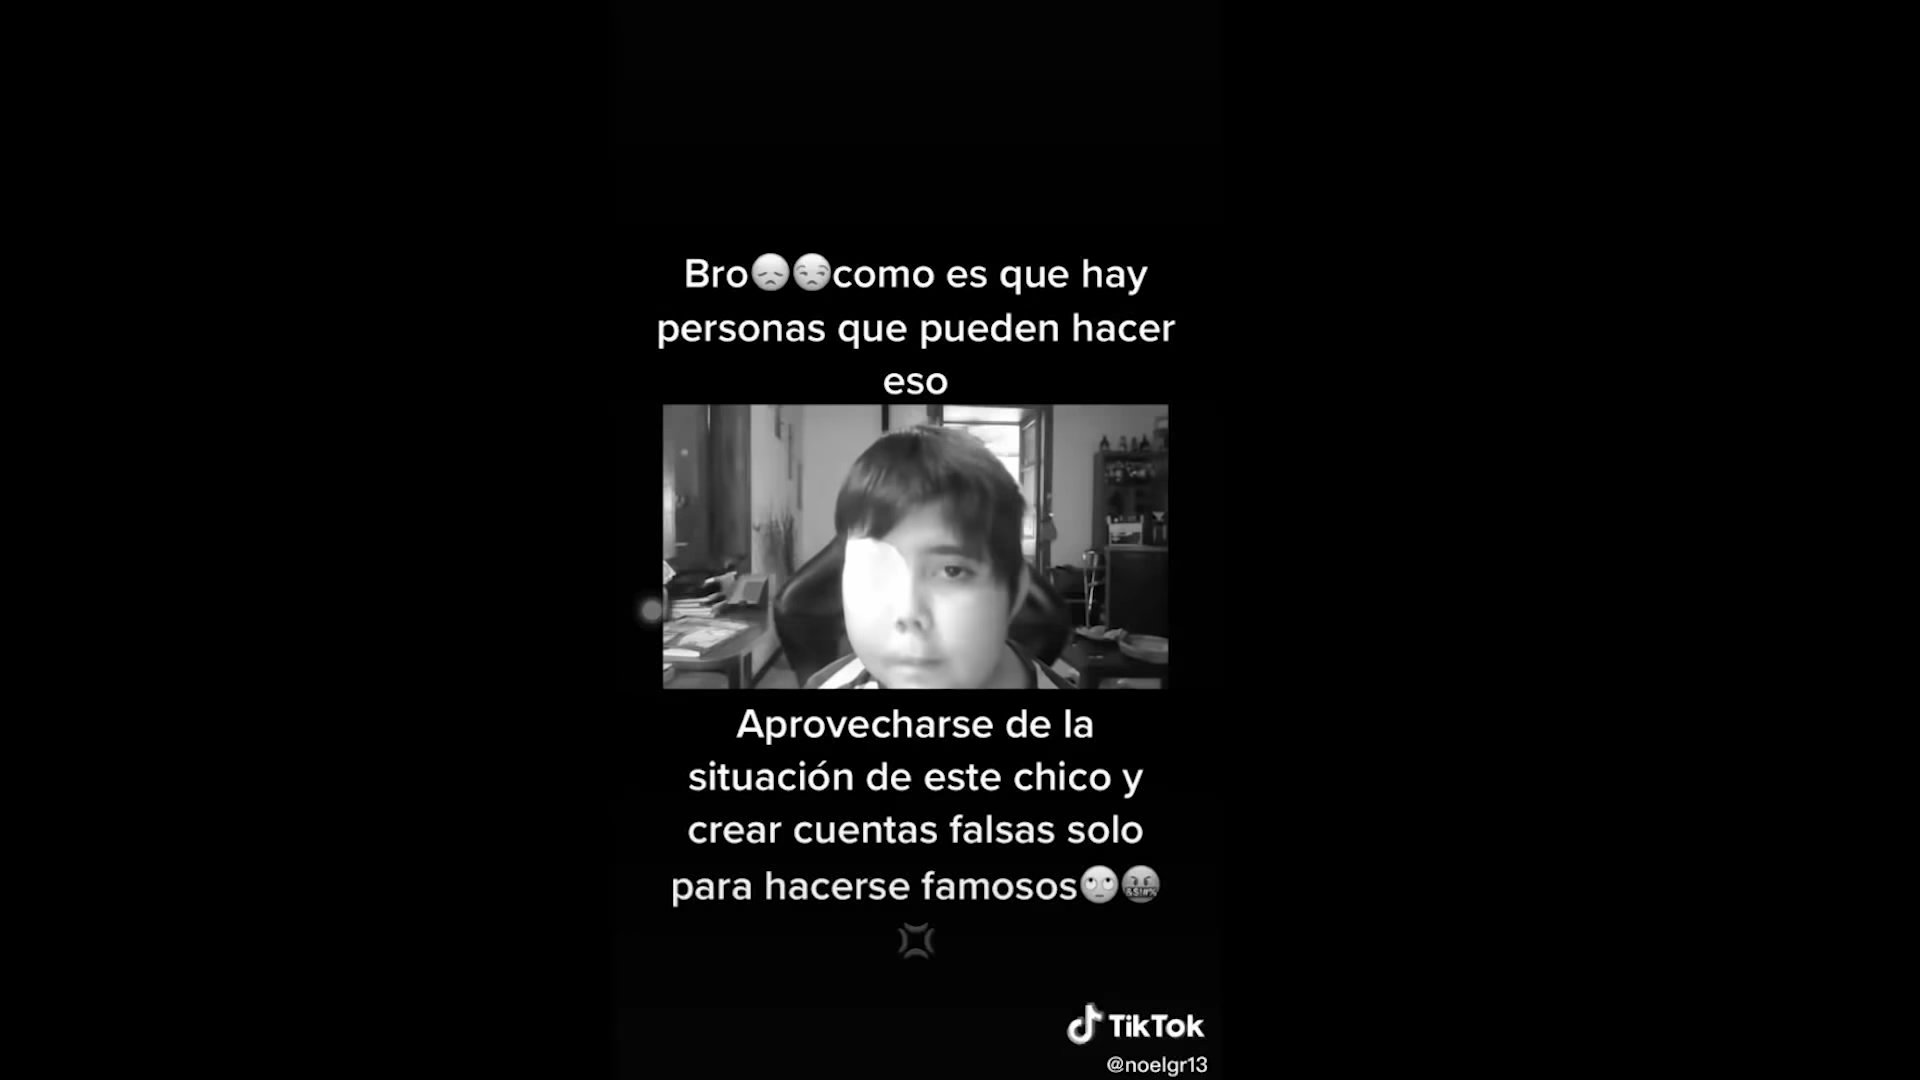 Bro😞😒como es que hay
personas que pueden hacer
eso
Aprovecharse de la
situación de este chico y
crear cuentas falsas solo
para hacerse famosos🙄🤬
💢
TikTok
@noelgr13